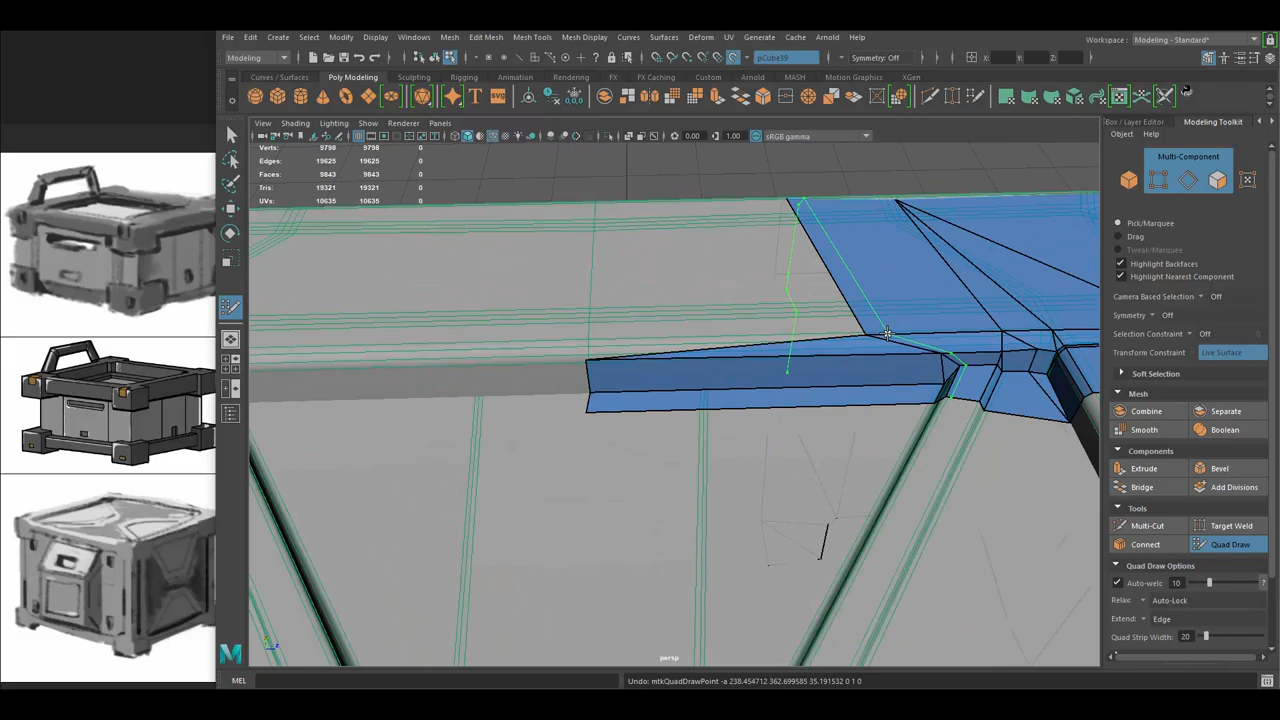 File Edit Create Select Modify Display Windows Mesh Edit Mesh Mesh Tools Mesh Display Curves Surfaces Deform UV Generate Cache Arnold Help
Workspace : Modeling - Standard*
Modeling pCube39 Symmetry: Off X: Y: Z:
Curves / Surfaces Poly Modeling Sculpting Rigging Animation Rendering FX FX Caching Custom Arnold MASH Motion Graphics XGen
T SVG
View Shading Lighting Show Renderer Panels
Box / Layer Editor Modeling Toolkit
0.00 1.00 sRGB gamma
Object Help
Verts: 9798 9798 0
Edges: 19625 19625 0
Faces: 9843 9843 0
Tris: 19321 19321 0
UVs: 10635 10635 0
Multi-Component
Pick/Marquee
Drag
Tweak/Marquee
Highlight Backfaces
Highlight Nearest Component
Camera Based Selection Off
Symmetry Off
Selection Constraint Off
Transform Constraint Live Surface
Soft Selection
Mesh
Combine Separate
Smooth Boolean
Components
Extrude Bevel
Bridge Add Divisions
Tools
Multi-Cut Target Weld
Connect Quad Draw
Quad Draw Options
Auto-welc 10 ?
Relax: Auto-Lock
Extend: Edge
Quad Strip Width: 20
persp
MEL
Undo: mtkQuadDrawPoint -a 238.454712 362.699585 35.191532 0 1 0